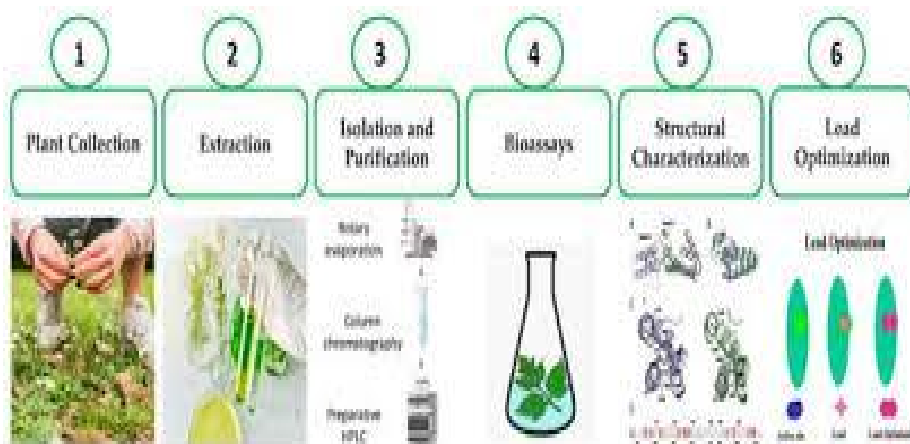 1
2
3
4
5
6
Plant Collection
Extraction
Isolation and
Purification
Bioassays
Structural
Characterization
Lead
Optimization
Rotary
evaporation
Column
chromatography
Preparative
HPLC
Lead Optimization
Lead